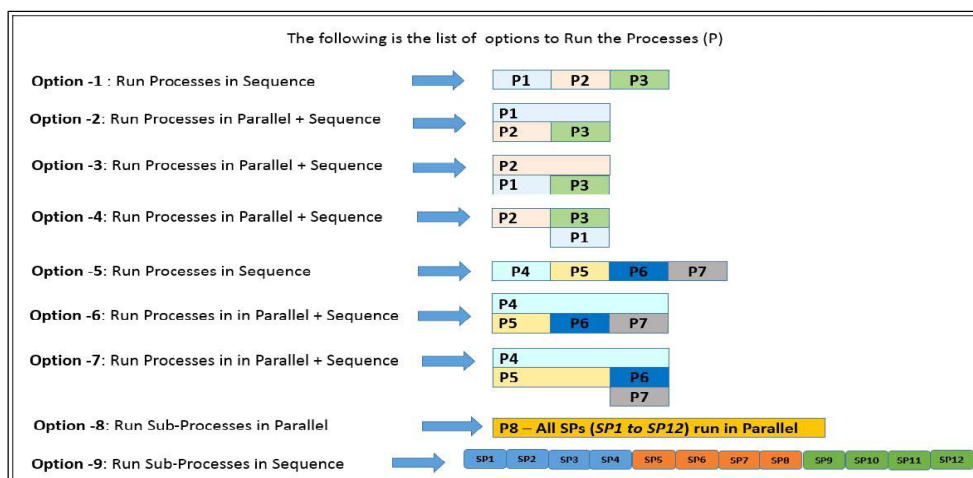 The following is the list of options to Run the Processes (P)
Option -1 : Run Processes in Sequence
P1 P2 P3
Option -2: Run Processes in Parallel + Sequence
P1
P2 P3
Option -3: Run Processes in Parallel + Sequence
P2
P1 P3
Option -4: Run Processes in Parallel + Sequence
P2 P3
P1
Option -5: Run Processes in Sequence
P4 P5 P6 P7
Option -6: Run Processes in in Parallel + Sequence
P4
P5 P6 P7
Option -7: Run Processes in in Parallel + Sequence
P4
P5 P6
P7
Option -8: Run Sub-Processes in Parallel
P8 – All SPs (SP1 to SP12) run in Parallel
Option -9: Run Sub-Processes in Sequence
SP1 SP2 SP3 SP4 SP5 SP6 SP7 SP8 SP9 SP10 SP11 SP12